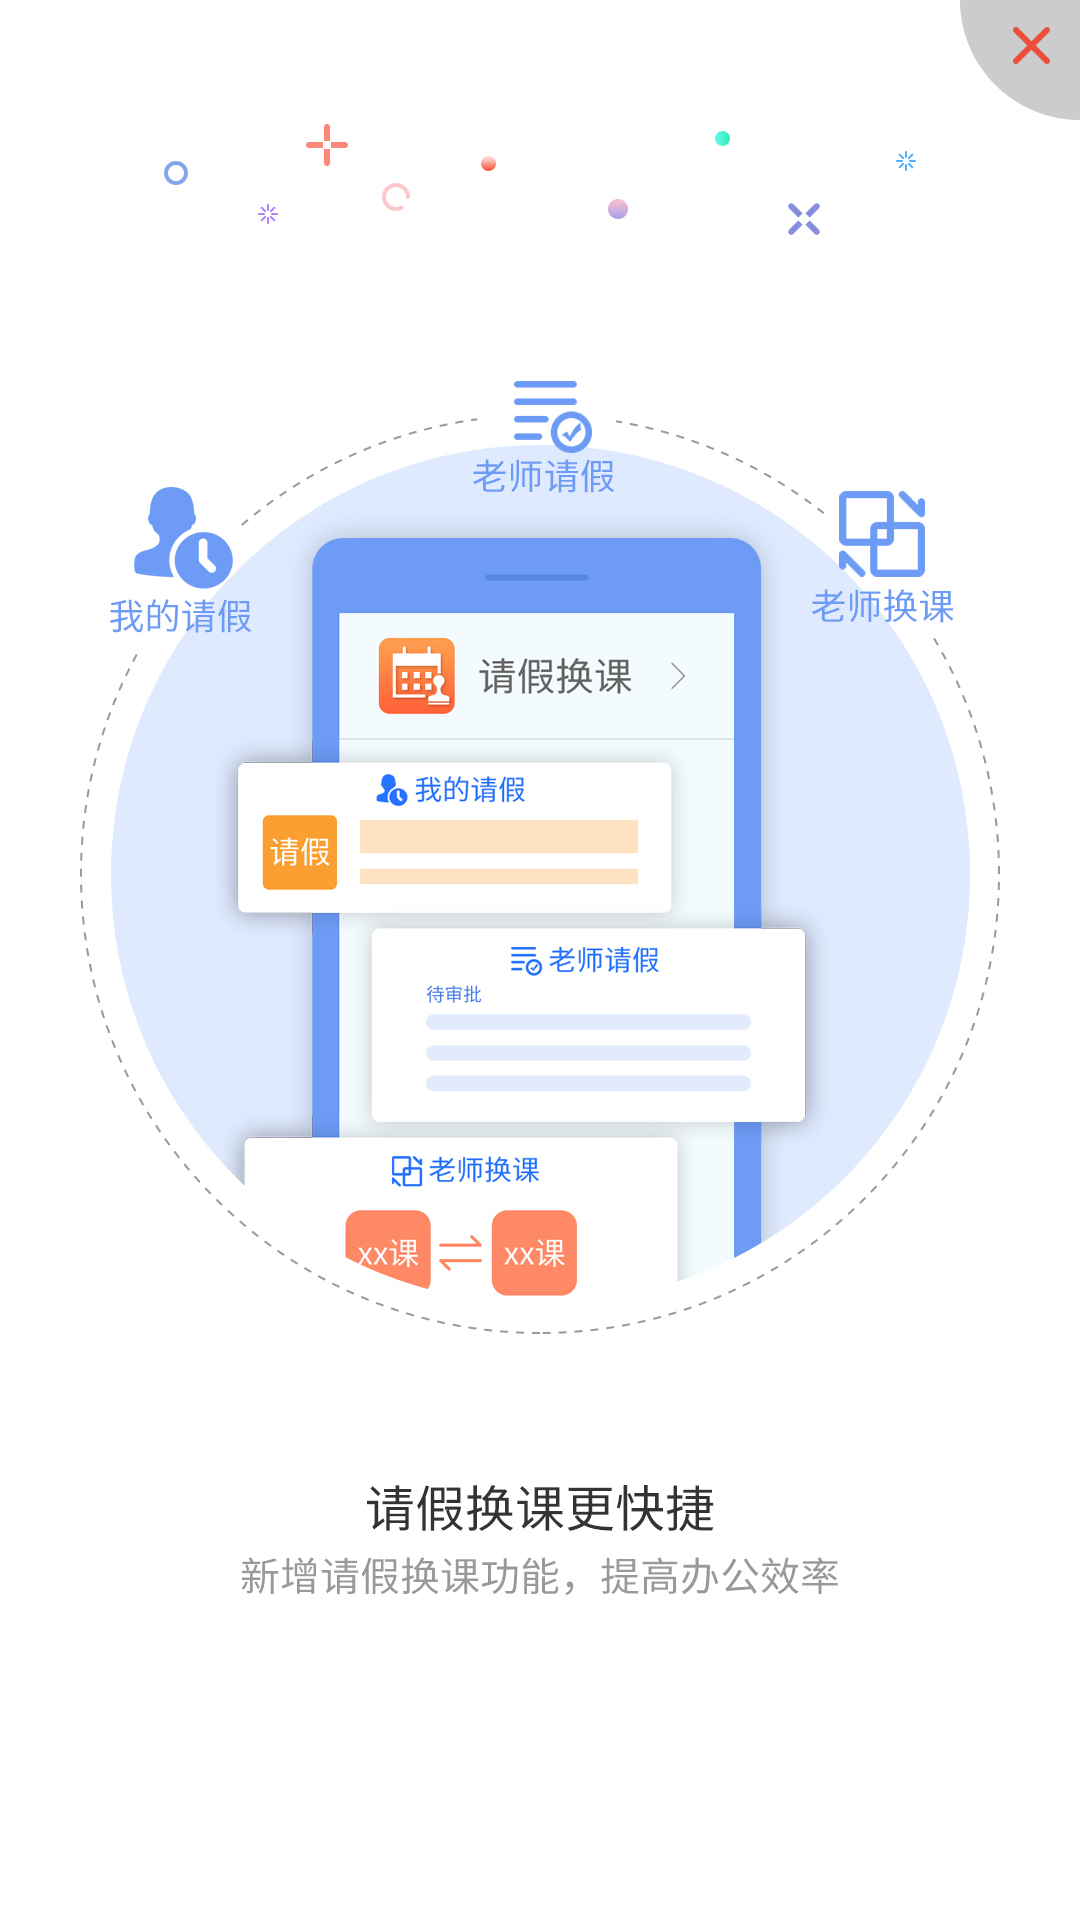 老师请假
我的请假
老师换课
请假换课
我的请假
请假
老师请假
待审批
老师换课
xx课
xx课
请假换课更快捷
新增请假换课功能，提高办公效率